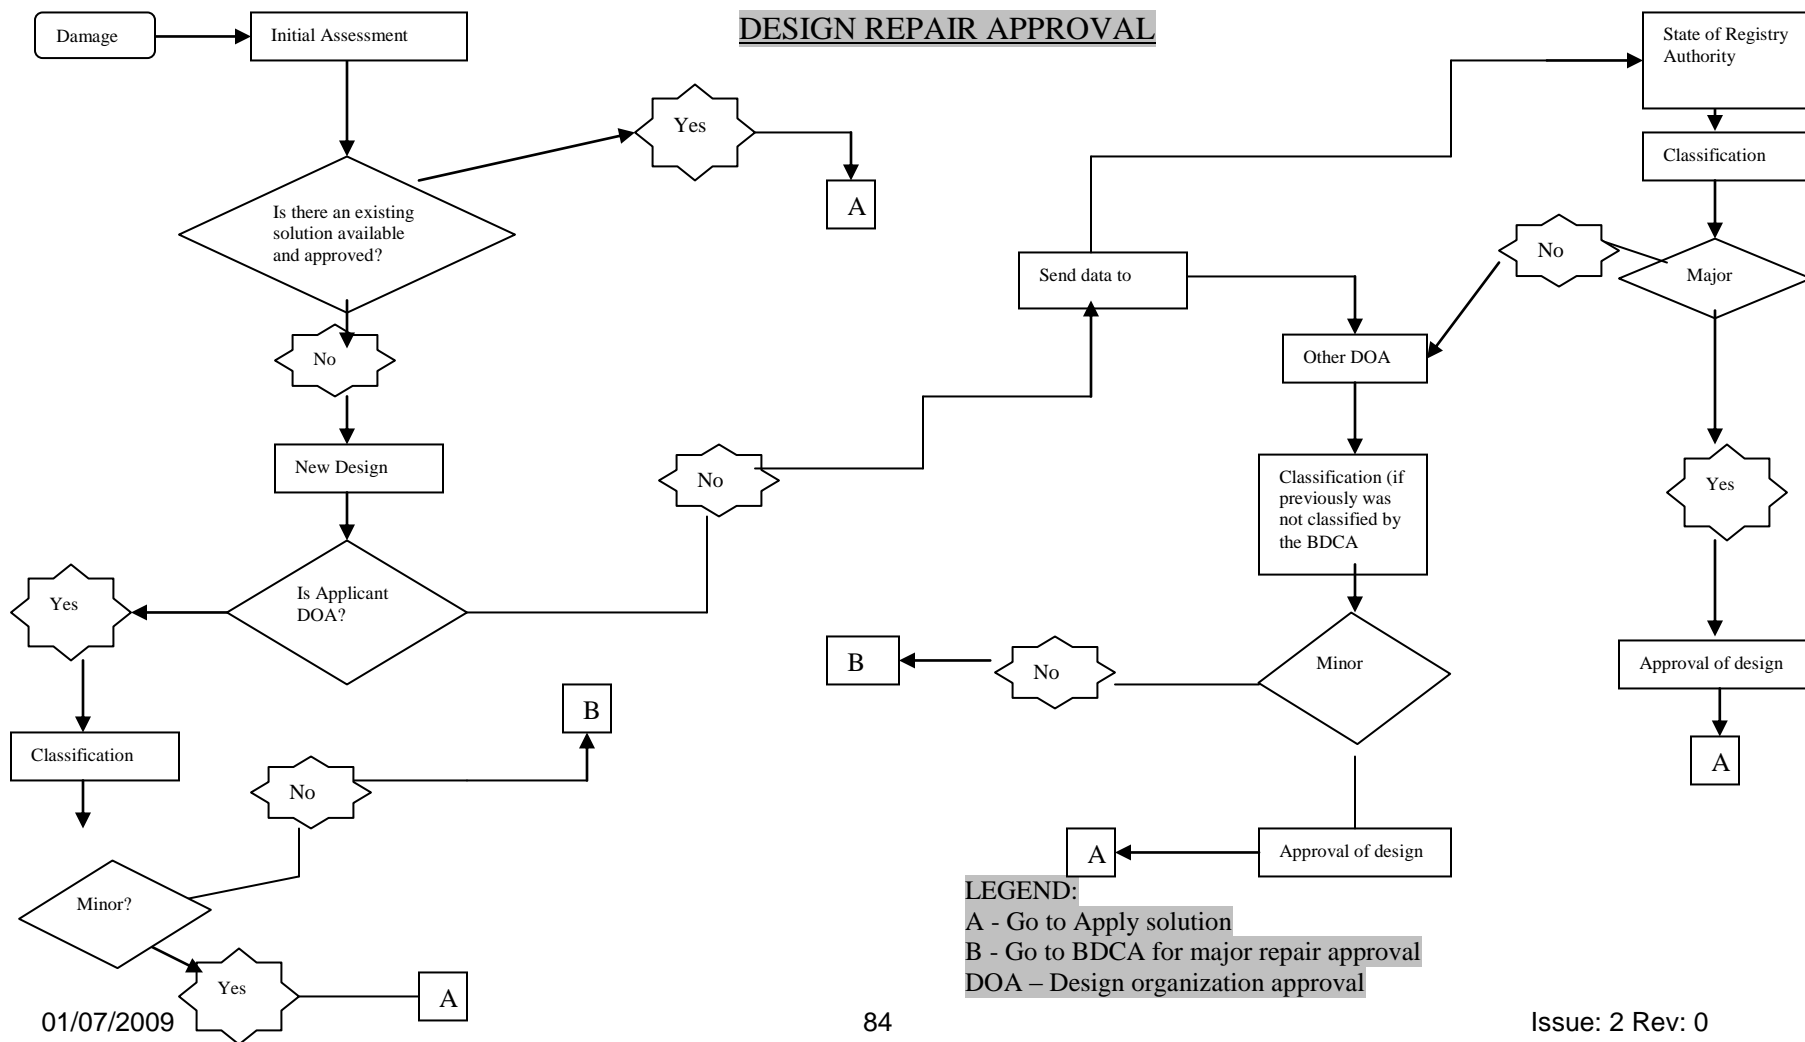 DESIGN REPAIR APPROVAL
Damage
Initial Assessment
Yes
A
Is there an existing
solution available
and approved?
No
New Design
Is Applicant
DOA?
Yes
Classification
Minor?
No
B
Yes
A
No
Send data to
State of Registry
Authority
Classification
Major
No
Yes
Approval of design
A
Other DOA
Classification (if
previously was
not classified by
the BDCA
Minor
No
B
Approval of design
A
LEGEND:
A - Go to Apply solution
B - Go to BDCA for major repair approval
DOA – Design organization approval
01/07/2009
84
Issue: 2 Rev: 0